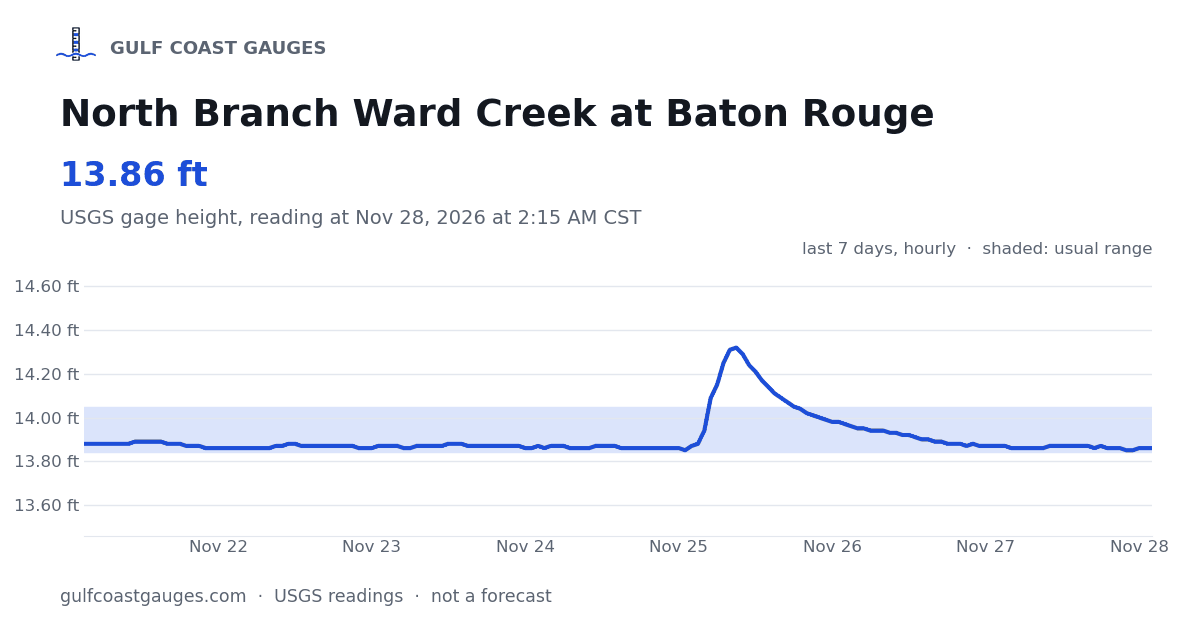 GULF COAST GAUGES
North Branch Ward Creek at Baton Rouge
13.86 ft
USGS gage height, reading at Nov 28, 2026 at 2:15 AM CST
last 7 days, hourly · shaded: usual range
14.60 ft
14.40 ft
14.20 ft
14.00 ft
13.80 ft
13.60 ft
Nov 22 Nov 23 Nov 24 Nov 25 Nov 26 Nov 27 Nov 28
gulfcoastgauges.com · USGS readings · not a forecast